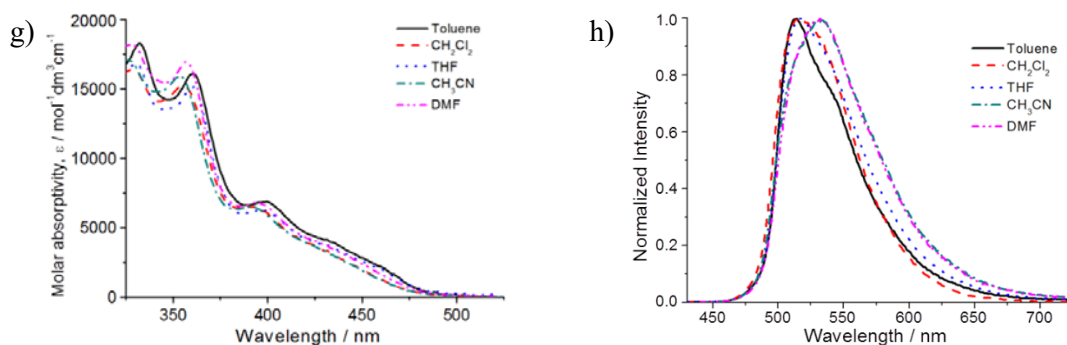 g)
20000
15000
10000
5000
0
Molar absorptivity, ε / mol⁻¹dm³cm⁻¹
350
400
450
500
Wavelength / nm
Toluene
CH₂Cl₂
THF
CH₃CN
DMF
h)
1.0
0.8
0.6
0.4
0.2
0.0
Normalized Intensity
450
500
550
600
650
700
Wavelength / nm
Toluene
CH₂Cl₂
THF
CH₃CN
DMF